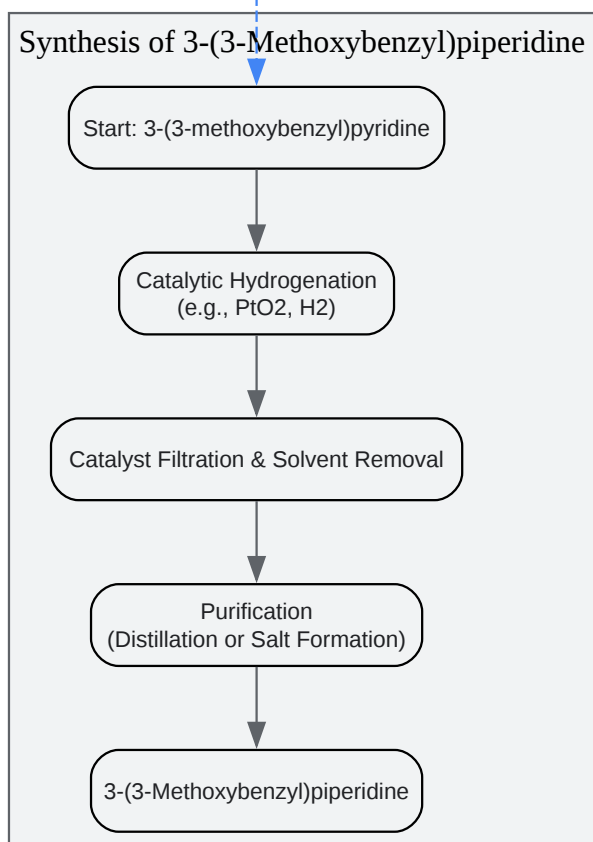 Synthesis of 3-(3-Methoxybenzyl)piperidine
Start: 3-(3-methoxybenzyl)pyridine
Catalytic Hydrogenation
(e.g., PtO2, H2)
Catalyst Filtration & Solvent Removal
Purification
(Distillation or Salt Formation)
3-(3-Methoxybenzyl)piperidine